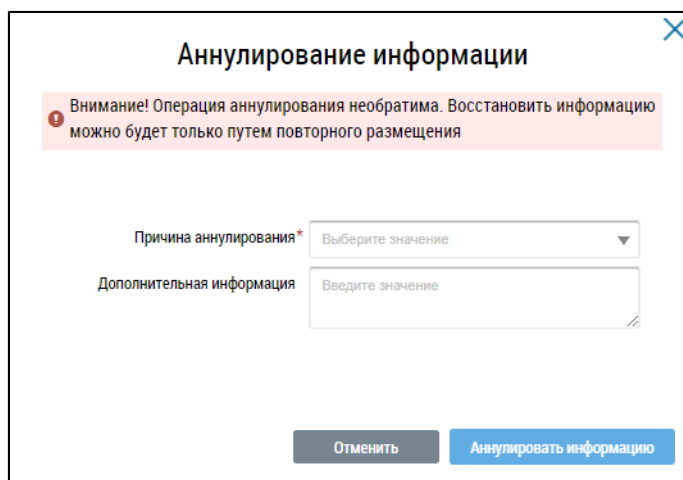 Аннулирование информации
Внимание! Операция аннулирования необратима. Восстановить информацию
можно будет только путем повторного размещения
Причина аннулирования* Выберите значение
Дополнительная информация Введите значение
Отменить Аннулировать информацию